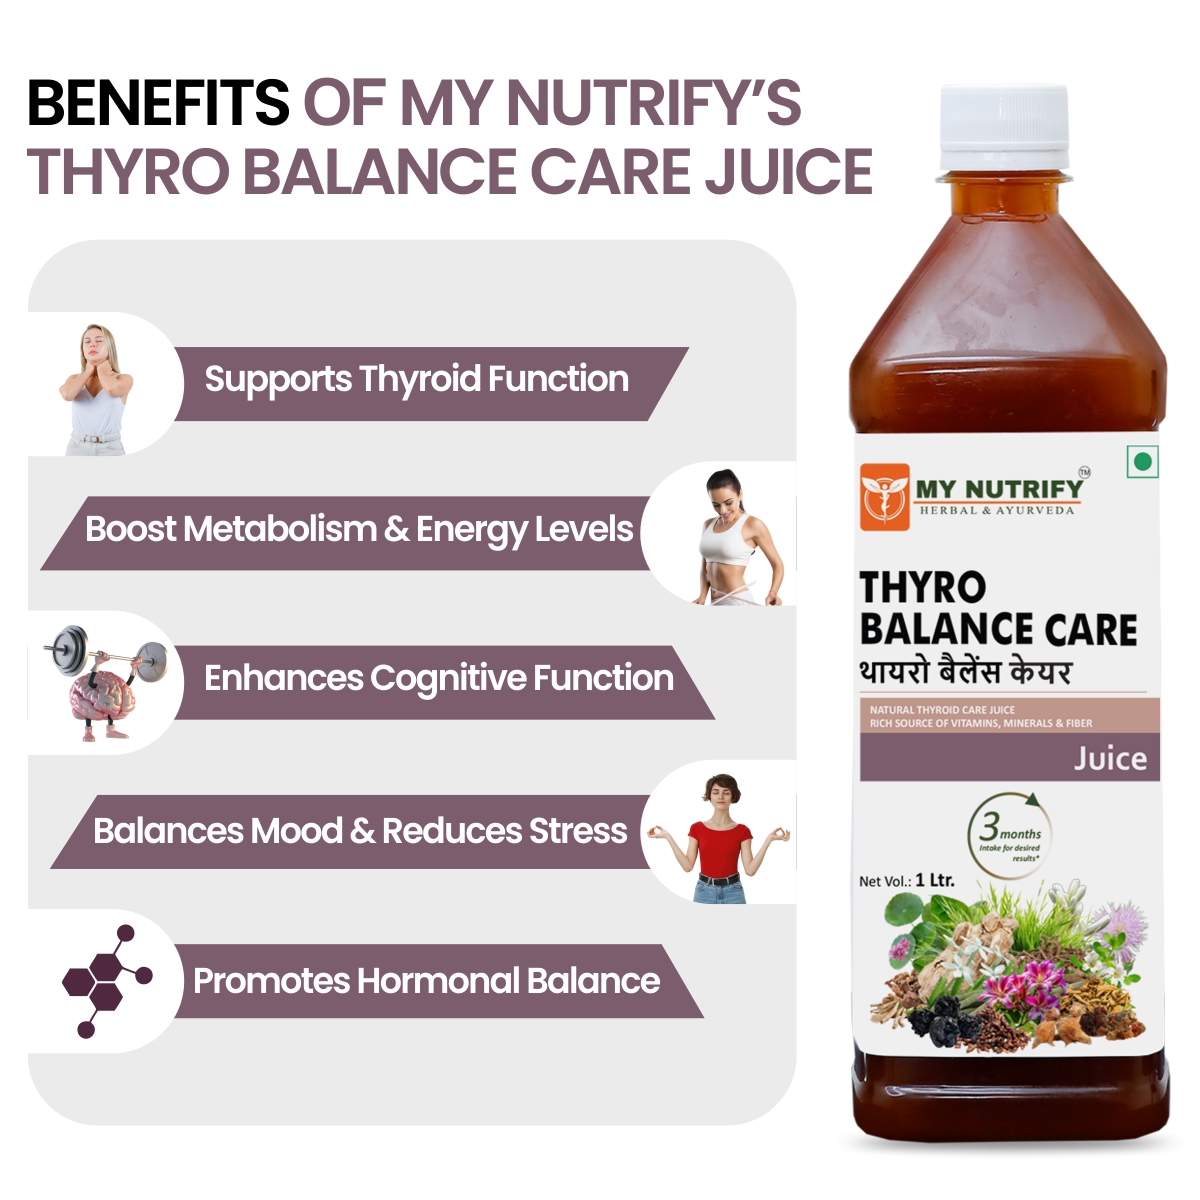 BENEFITS OF MY NUTRIFY'S
THYRO BALANCE CARE JUICE
Supports Thyroid Function
Boost Metabolism & Energy Levels
Enhances Cognitive Function
Balances Mood & Reduces Stress
Promotes Hormonal Balance
MY NUTRIFY TM
HERBAL & AYURVEDA
THYRO
BALANCE CARE
थायरो बैलेंस केयर
NATURAL THYROID CARE JUICE
RICH SOURCE OF VITAMINS, MINERALS & FIBER
Juice
3 months
Intake for desired
results*
Net Vol.: 1 Ltr.